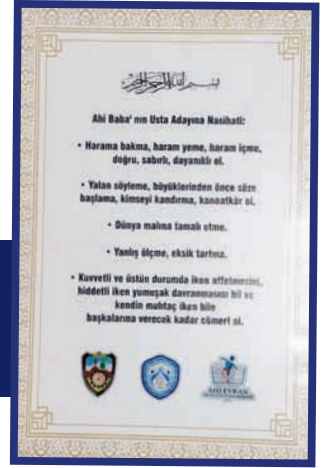 بسم الله الرحمن الرحيم
Ahi Baba' nın Usta Adayına Nasihati:
• Harama bakma, haram yeme, haram içme,
doğru, sabırlı, dayanıklı ol.
• Yalan söyleme, büyüklerinden önce söze
başlama, kimseyi kandırma, kanaatkâr ol.
• Dünya malına tamah etme.
• Yanlış ölçme, eksik tartma.
• Kuvvetli ve üstün durumda iken affetmesini,
hiddetli iken yumuşak davranmasını bil ve
kendin muhtaç iken bile
başkalarına verecek kadar cömert ol.
AHİ EVRAN